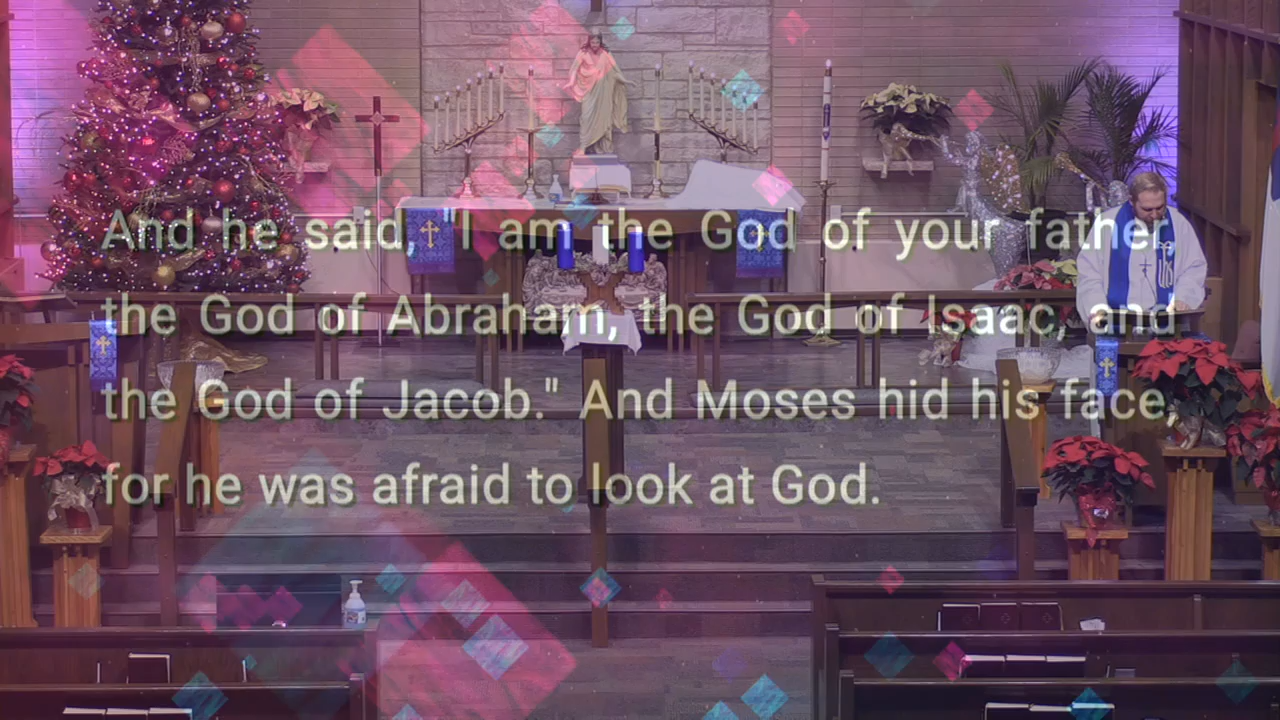 And he said, "I am the God of your father,
the God of Abraham, the God of Isaac, and
the God of Jacob." And Moses hid his face,
for he was afraid to look at God.